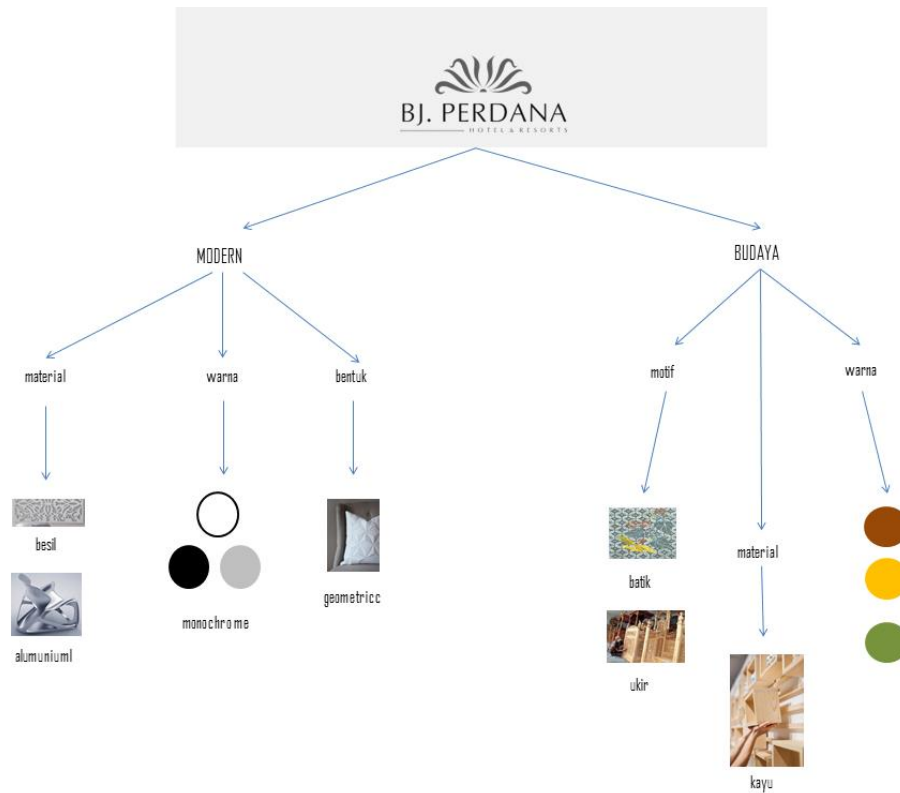 BJ. PERDANA
HOTEL & RESORTS
MODERN
BUDAYA
material
warna
bentuk
motif
warna
besil
alumuniuml
monochrome
geometricc
batik
ukir
material
kayu